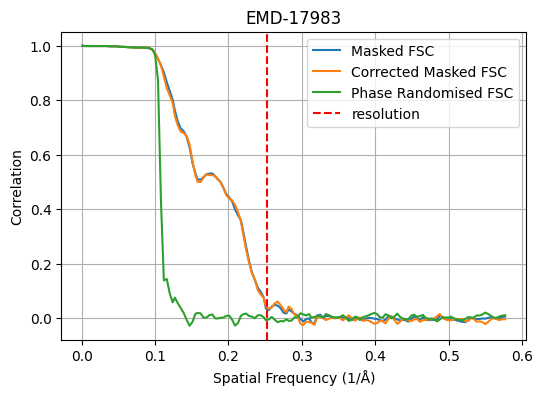 EMD-17983
Masked FSC
Corrected Masked FSC
Phase Randomised FSC
resolution
Correlation
1.0
0.8
0.6
0.4
0.2
0.0
0.0 0.1 0.2 0.3 0.4 0.5 0.6
Spatial Frequency (1/Å)